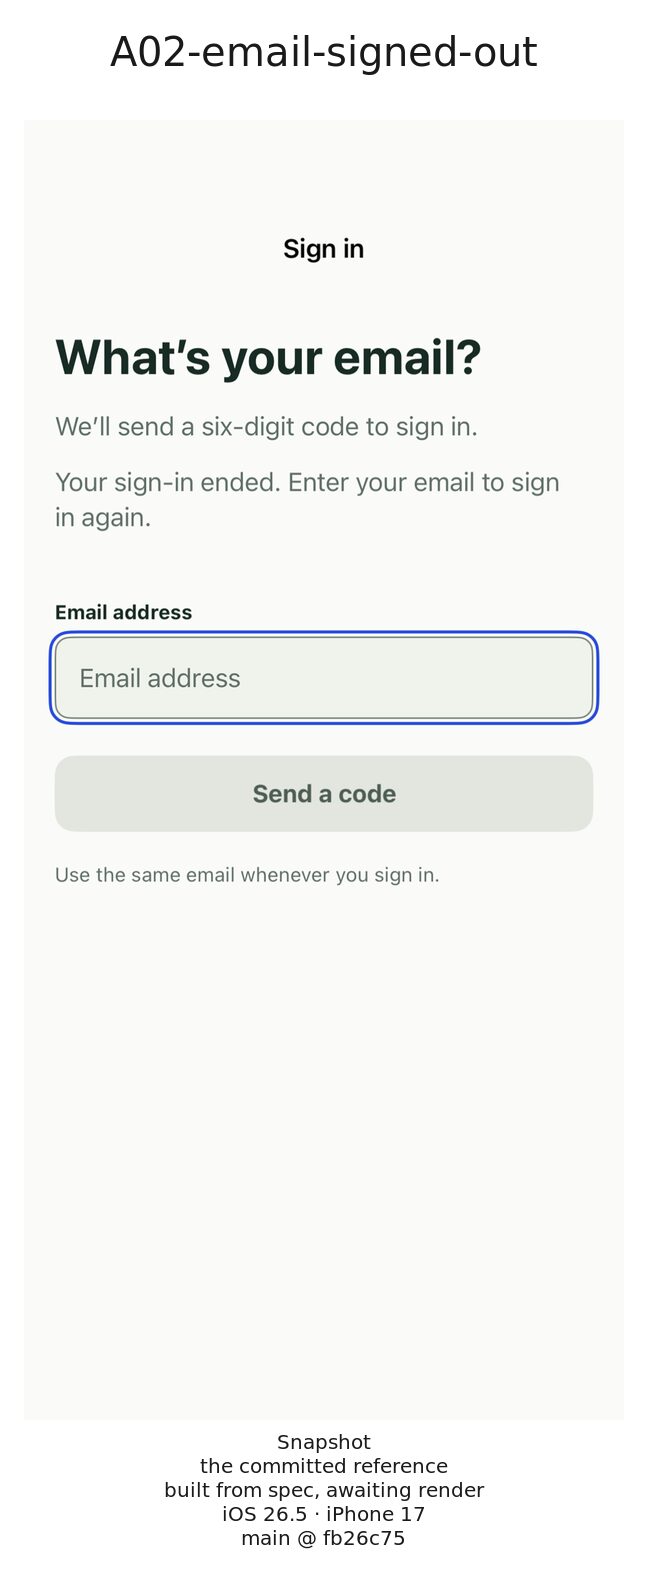 A02-email-signed-out
Sign in
What’s your email?
We’ll send a six-digit code to sign in.
Your sign-in ended. Enter your email to sign
in again.
Email address
Email address
Send a code
Use the same email whenever you sign in.
Snapshot
the committed reference
built from spec, awaiting render
iOS 26.5 · iPhone 17
main @ fb26c75